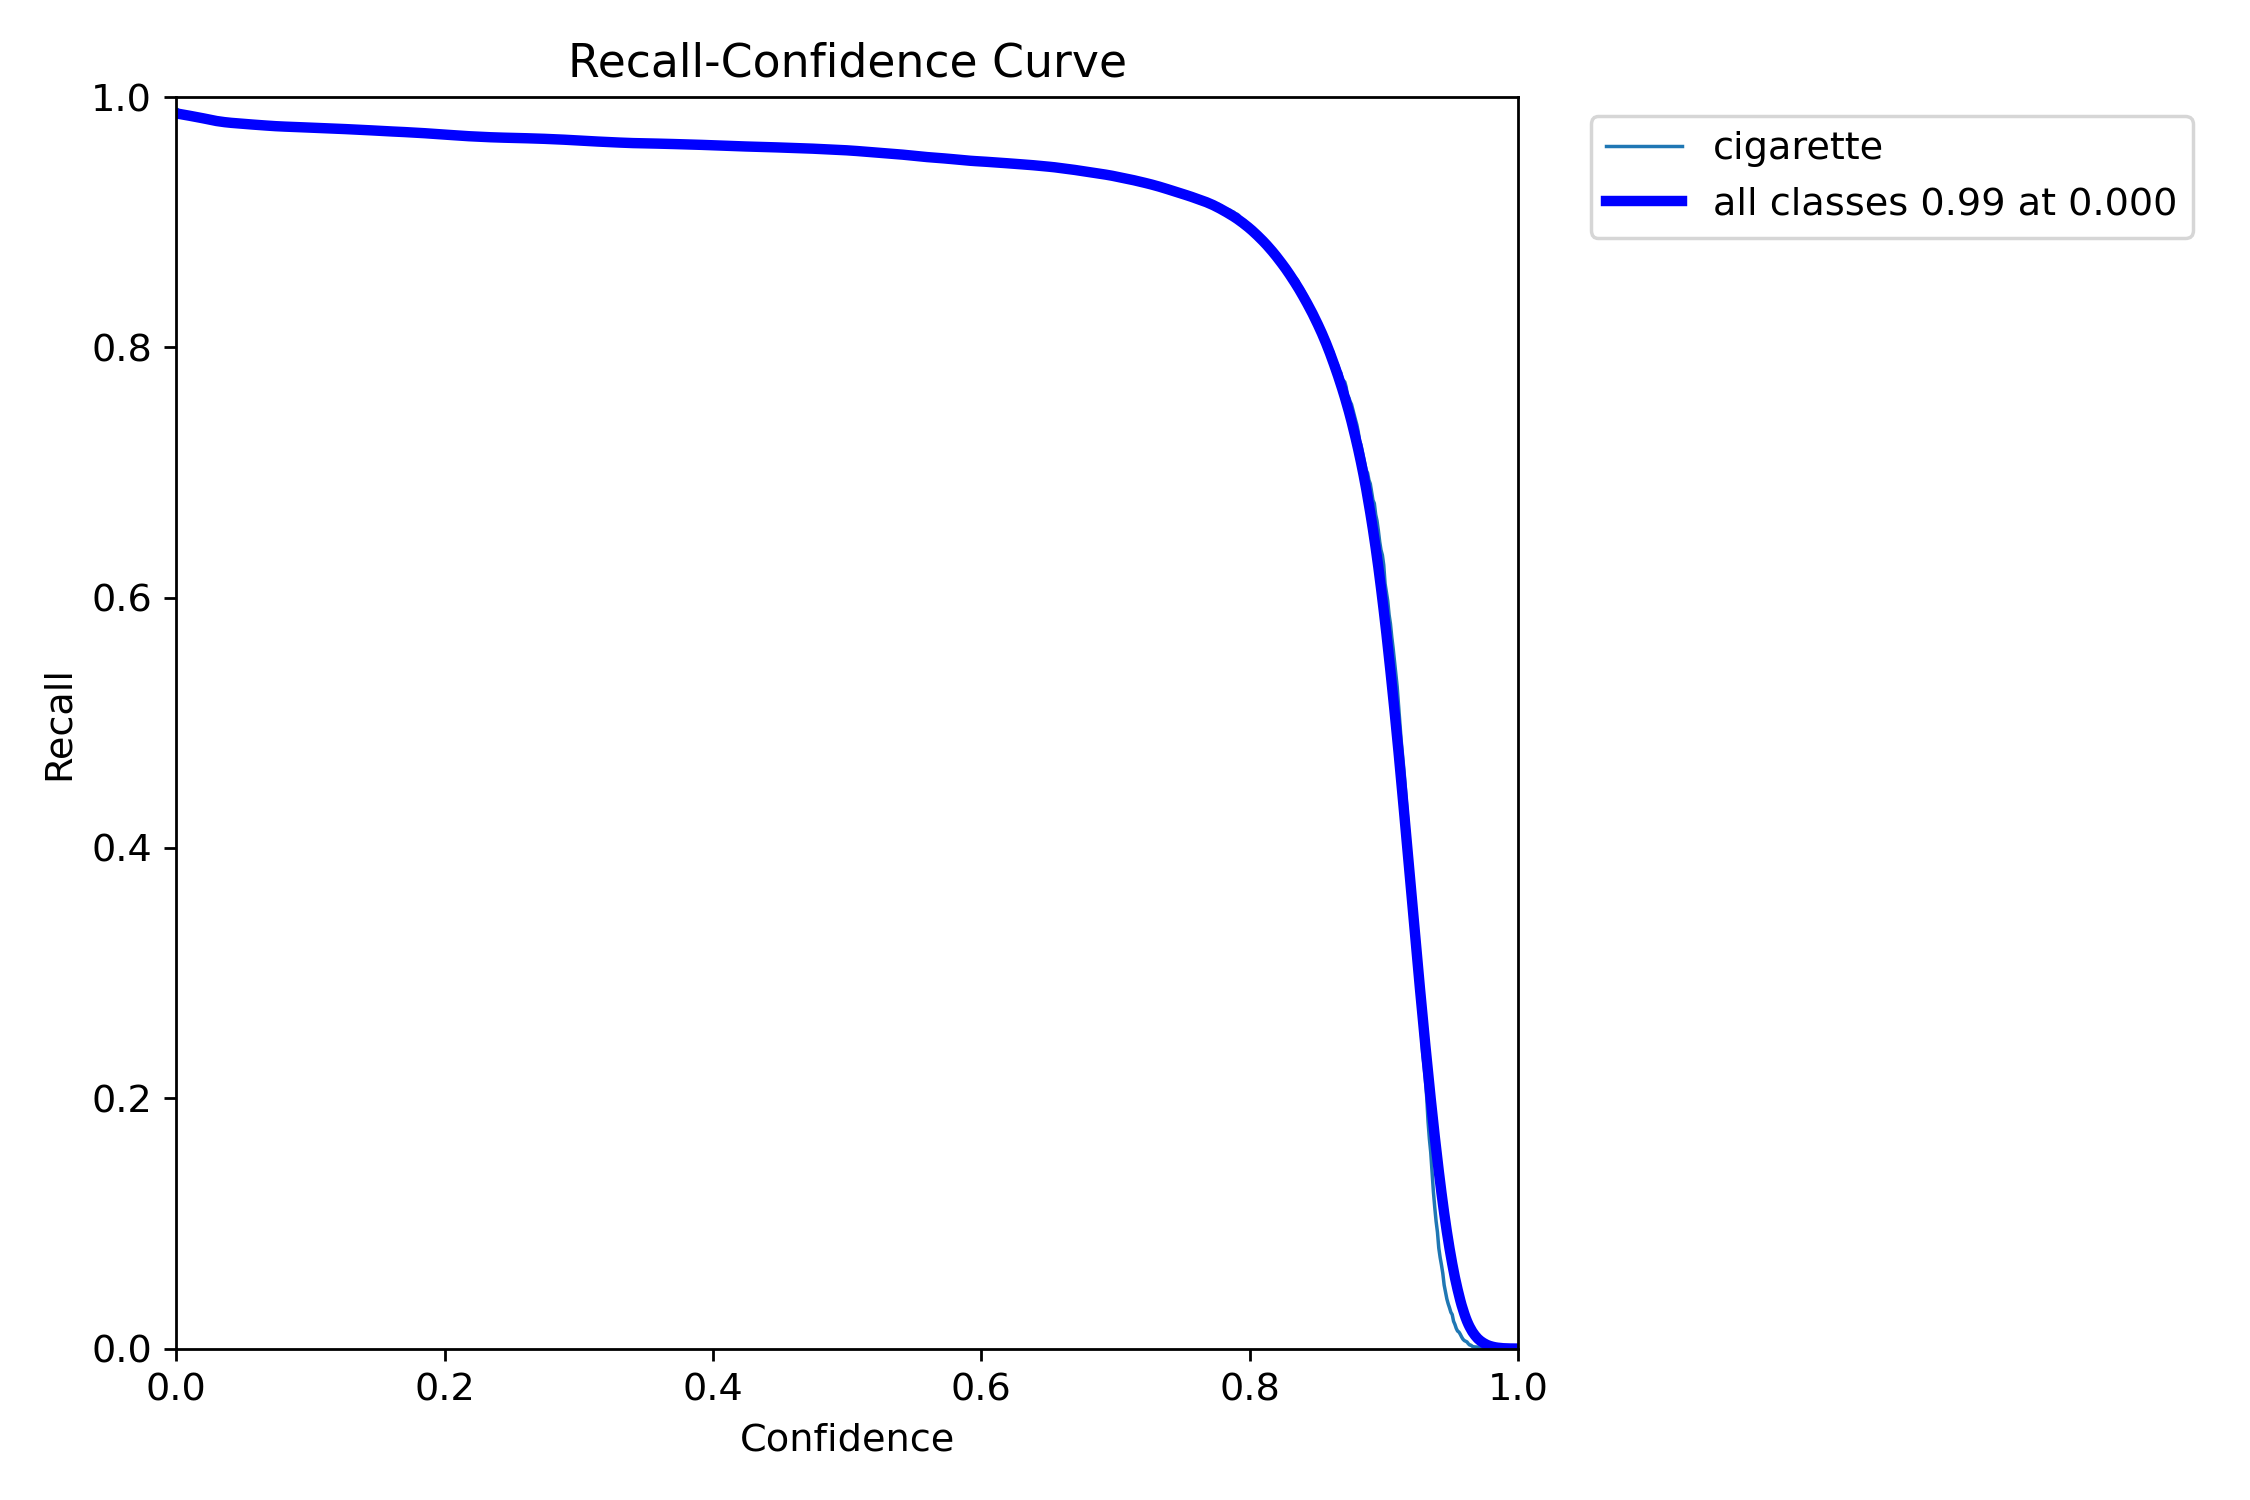 Recall-Confidence Curve
1.0
0.8
0.6
0.4
0.2
0.0
Recall
0.0 0.2 0.4 0.6 0.8 1.0
Confidence
cigarette
all classes 0.99 at 0.000